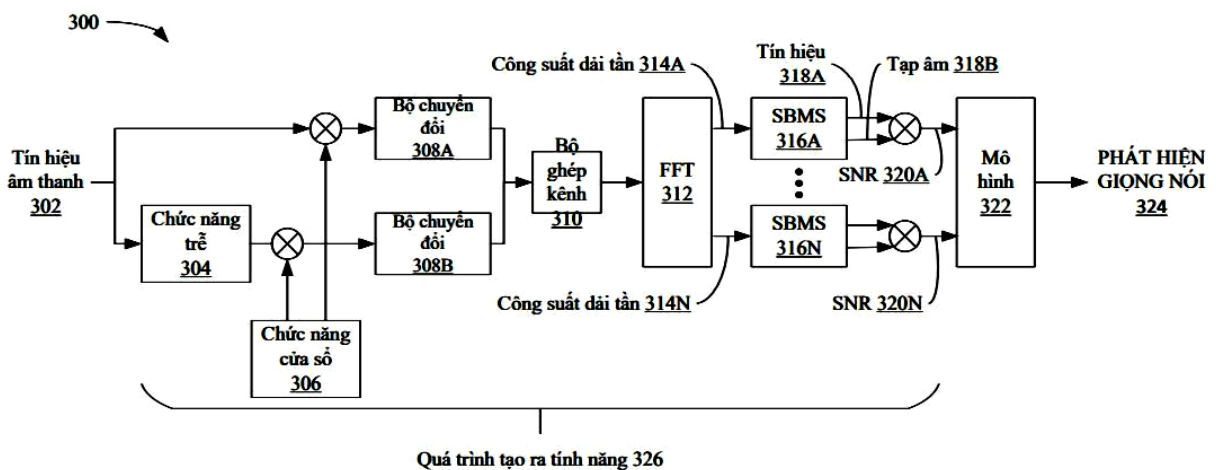 300
Công suất dải tần 314A
Tín hiệu
318A
Tạp âm 318B
Bộ chuyển
đổi
308A
Bộ
ghép
kênh
310
FFT
312
SBMS
316A
SNR 320A
Mô
hình
322
PHÁT HIỆN
GIỌNG NÓI
324
Tín hiệu
âm thanh
302
Chức năng
trễ
304
Bộ chuyển
đổi
308B
SBMS
316N
Công suất dải tần 314N
SNR 320N
Chức năng
cửa sổ
306
Quá trình tạo ra tính năng 326